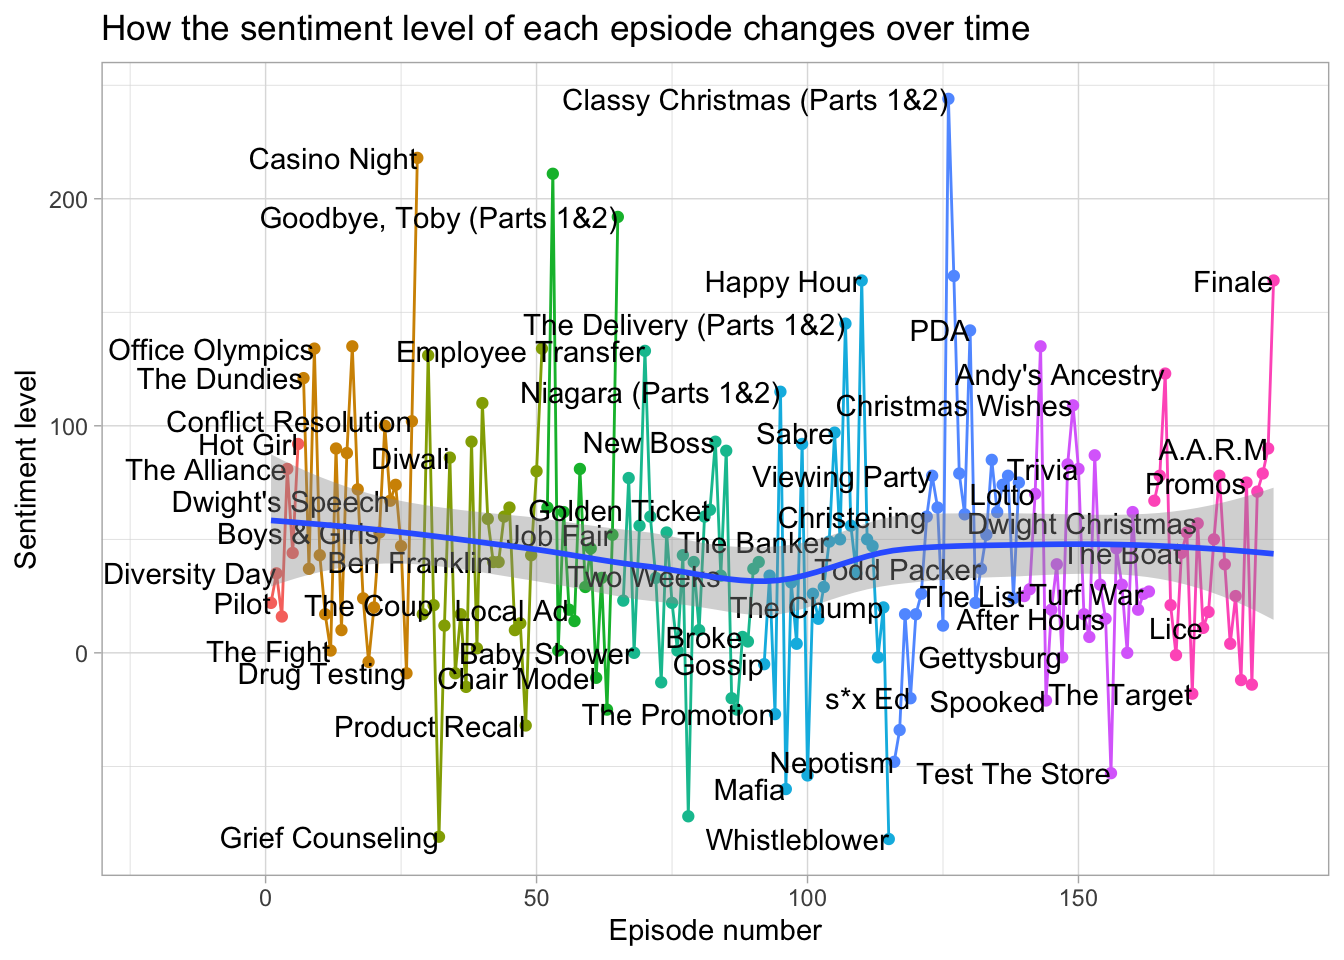 How the sentiment level of each epsiode changes over time
Classy Christmas (Parts 1&2)
Casino Night
200
Goodbye, Toby (Parts 1&2)
Happy Hour
Finale
The Delivery (Parts 1&2)
PDA
Office Olympics
Employee Transfer
The Dundies
Andy's Ancestry
Niagara (Parts 1&2)
Christmas Wishes
Conflict Resolution
100
Sabre
Hot Girl
New Boss
A.A.R.M
Diwali
The Alliance
Trivia
Viewing Party
Promos
Lotto
Dwight's Speech
Golden Ticket
Christening
Dwight Christmas
Boys & Girls
Job Fair
The Banker
The Boat
Ben Franklin
Two Weeks
Todd Packer
Diversity Day
The List
Turf War
Pilot
The Coup
Local Ad
The Chump
After Hours
Lice
Broke
The Fight
0
Baby Shower
Gossip
Gettysburg
Drug Testing
Chair Model
The Target
s*x Ed
Spooked
The Promotion
Product Recall
Nepotism
Test The Store
Mafia
Grief Counseling
Whistleblower
Sentiment level
0
50
100
150
Episode number